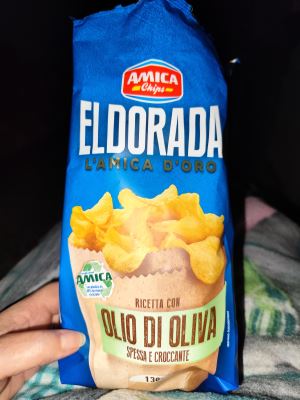 AMICA
Chips
ELDORADA
L'AMICA D'ORO
AMICA
RICETTA CON
OLIO DI OLIVA
SPESSA E CROCCANTE